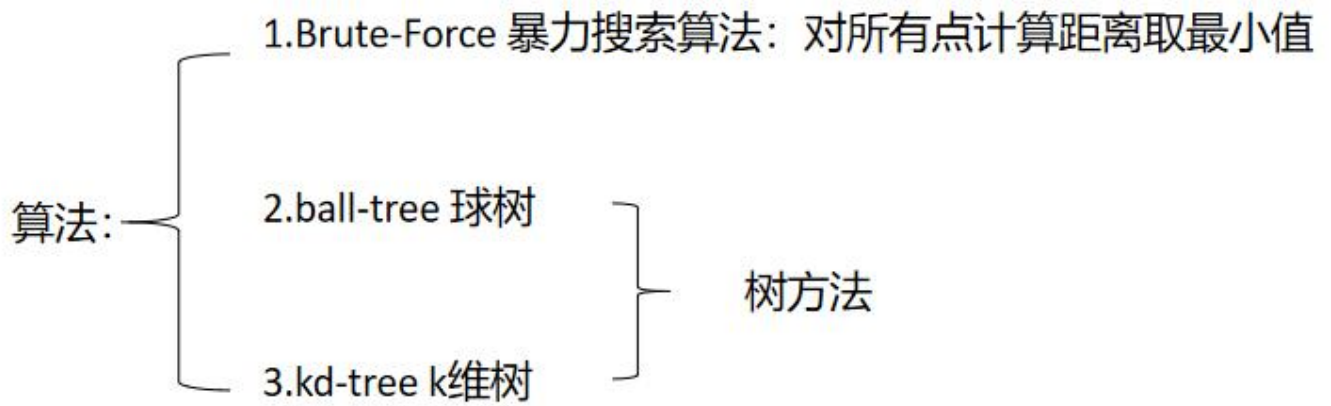 1.Brute-Force 暴力搜索算法：对所有点计算距离取最小值
算法：
2.ball-tree 球树
树方法
3.kd-tree k维树